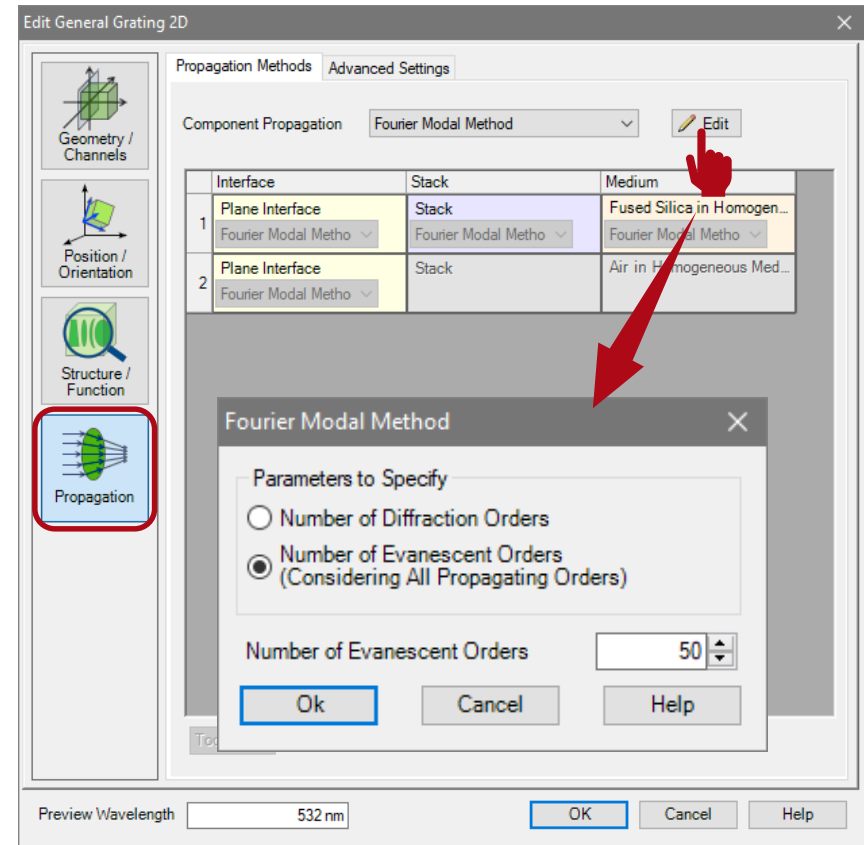 Edit General Grating 2D
Propagation Methods Advanced Settings
Component Propagation Fourier Modal Method Edit
Geometry /
Channels
Position /
Orientation
Structure /
Function
Propagation
Interface Stack Medium
1 Plane Interface Stack Fused Silica in Homogen...
Fourier Modal Metho Fourier Modal Metho Fourier Modal Metho
2 Plane Interface Stack Air in Homogeneous Med...
Fourier Modal Metho
Fourier Modal Method
Parameters to Specify
Number of Diffraction Orders
Number of Evanescent Orders
(Considering All Propagating Orders)
Number of Evanescent Orders 50
Ok Cancel Help
Preview Wavelength 532 nm OK Cancel Help